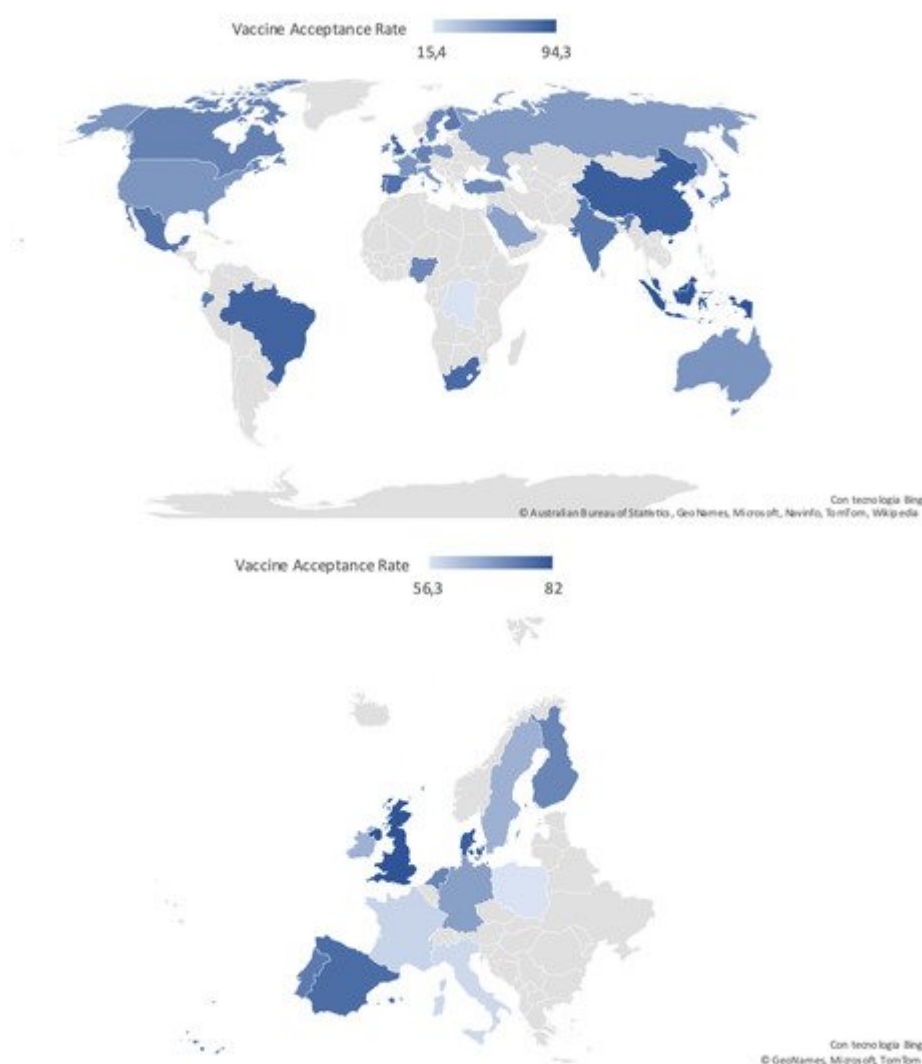 Vaccine Acceptance Rate
15,4 94,3
Con tecnologia Bing
© Australian Bureau of Statistics, GeoNames, Microsoft, Navinfo, TomTom, Wikipedia
Vaccine Acceptance Rate
56,3 82
Con tecnologia Bing
© GeoNames, Microsoft, TomTom